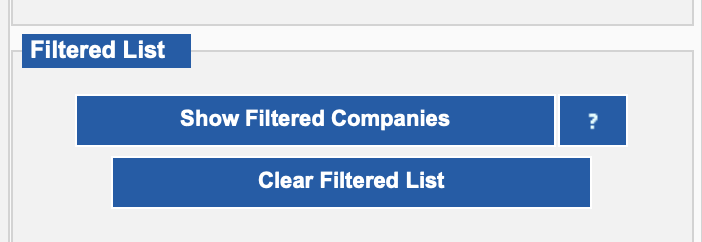 Filtered List
Show Filtered Companies ?
Clear Filtered List